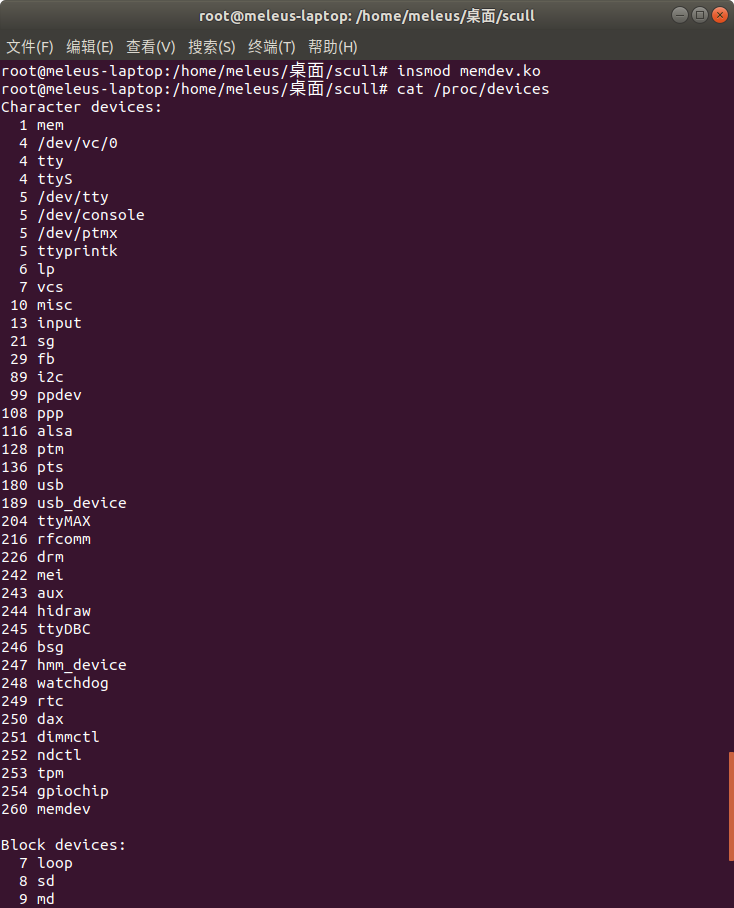 root@meleus-laptop: /home/meleus/桌面/scull
文件(F) 编辑(E) 查看(V) 搜索(S) 终端(T) 帮助(H)
root@meleus-laptop:/home/meleus/桌面/scull# insmod memdev.ko
root@meleus-laptop:/home/meleus/桌面/scull# cat /proc/devices
Character devices:
  1 mem
  4 /dev/vc/0
  4 tty
  4 ttyS
  5 /dev/tty
  5 /dev/console
  5 /dev/ptmx
  5 ttyprintk
  6 lp
  7 vcs
 10 misc
 13 input
 21 sg
 29 fb
 89 i2c
 99 ppdev
108 ppp
116 alsa
128 ptm
136 pts
180 usb
189 usb_device
204 ttyMAX
216 rfcomm
226 drm
242 mei
243 aux
244 hidraw
245 ttyDBC
246 bsg
247 hmm_device
248 watchdog
249 rtc
250 dax
251 dimmctl
252 ndctl
253 tpm
254 gpiochip
260 memdev

Block devices:
  7 loop
  8 sd
  9 md